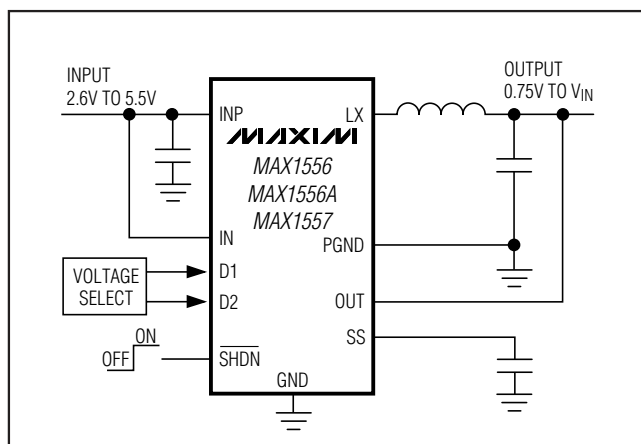 INPUT
2.6V TO 5.5V
OUTPUT
0.75V TO VIN
INP
LX
MAXIM
MAX1556
MAX1556A
MAX1557
IN
PGND
VOLTAGE
SELECT
D1
D2
OUT
SS
ON
OFF
SHDN
GND